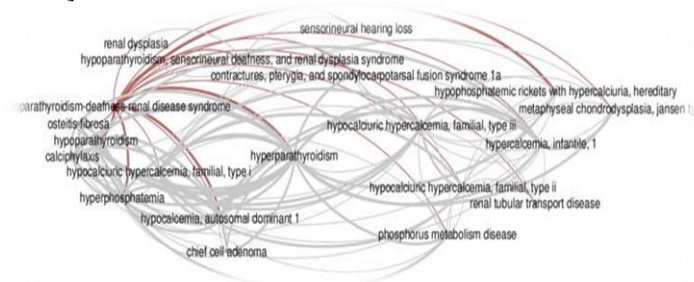 sensorineural hearing loss
renal dysplasia
hypoparathyroidism, sensorineural deafness, and renal dysplasia syndrome
contractures, pterygia, and spondylocarpotarsal fusion syndrome 1a
hypophosphatemic rickets with hypercalciuria, hereditary
oparathyroidism-deafness-renal disease syndrome
metaphyseal chondrodysplasia, jansen t
osteitis fibrosa
hypocalciuric hypercalcemia, familial, type iii
hypoparathyroidism
hypercalcemia, infantile, 1
calciphylaxis
hyperparathyroidism
hypocalciuric hypercalcemia, familial, type i
hypocalciuric hypercalcemia, familial, type ii
hyperphosphatemia
renal tubular transport disease
hypocalcemia, autosomal dominant 1
phosphorus metabolism disease
chief cell adenoma